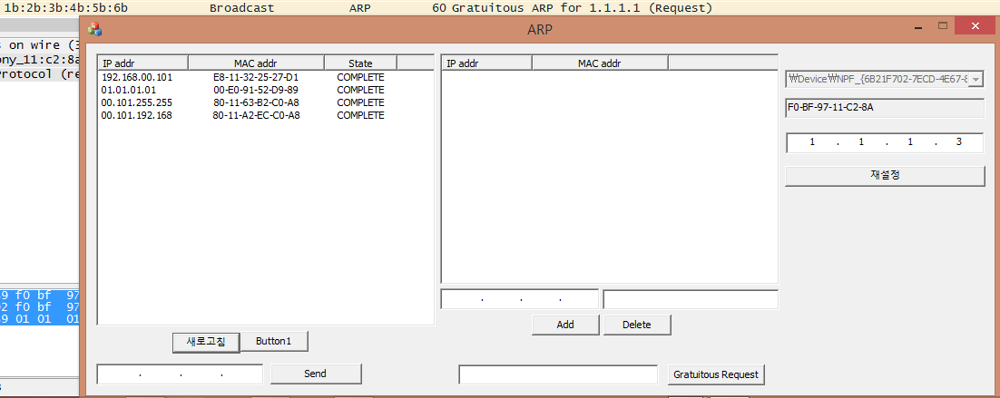 1b:2b:3b:4b:5b:6b Broadcast ARP 60 Gratuitous ARP for 1.1.1.1 (Request)
ARP
s on wire (3
ony_11:c2:8a
rotocol (re
IP addr MAC addr State
192.168.00.101 E8-11-32-25-27-D1 COMPLETE
01.01.01.01 00-E0-91-52-D9-89 COMPLETE
00.101.255.255 80-11-63-B2-C0-A8 COMPLETE
00.101.192.168 80-11-A2-EC-C0-A8 COMPLETE
IP addr MAC addr
₩Device₩NPF_{6B21F702-7ECD-4E67-8
F0-BF-97-11-C2-8A
1 . 1 . 1 . 3
재설정
39 f0 bf 97
02 f0 bf 97
39 01 01 01
. . .
Add Delete
새로고침 Button1
. . . Send
Gratuitous Request